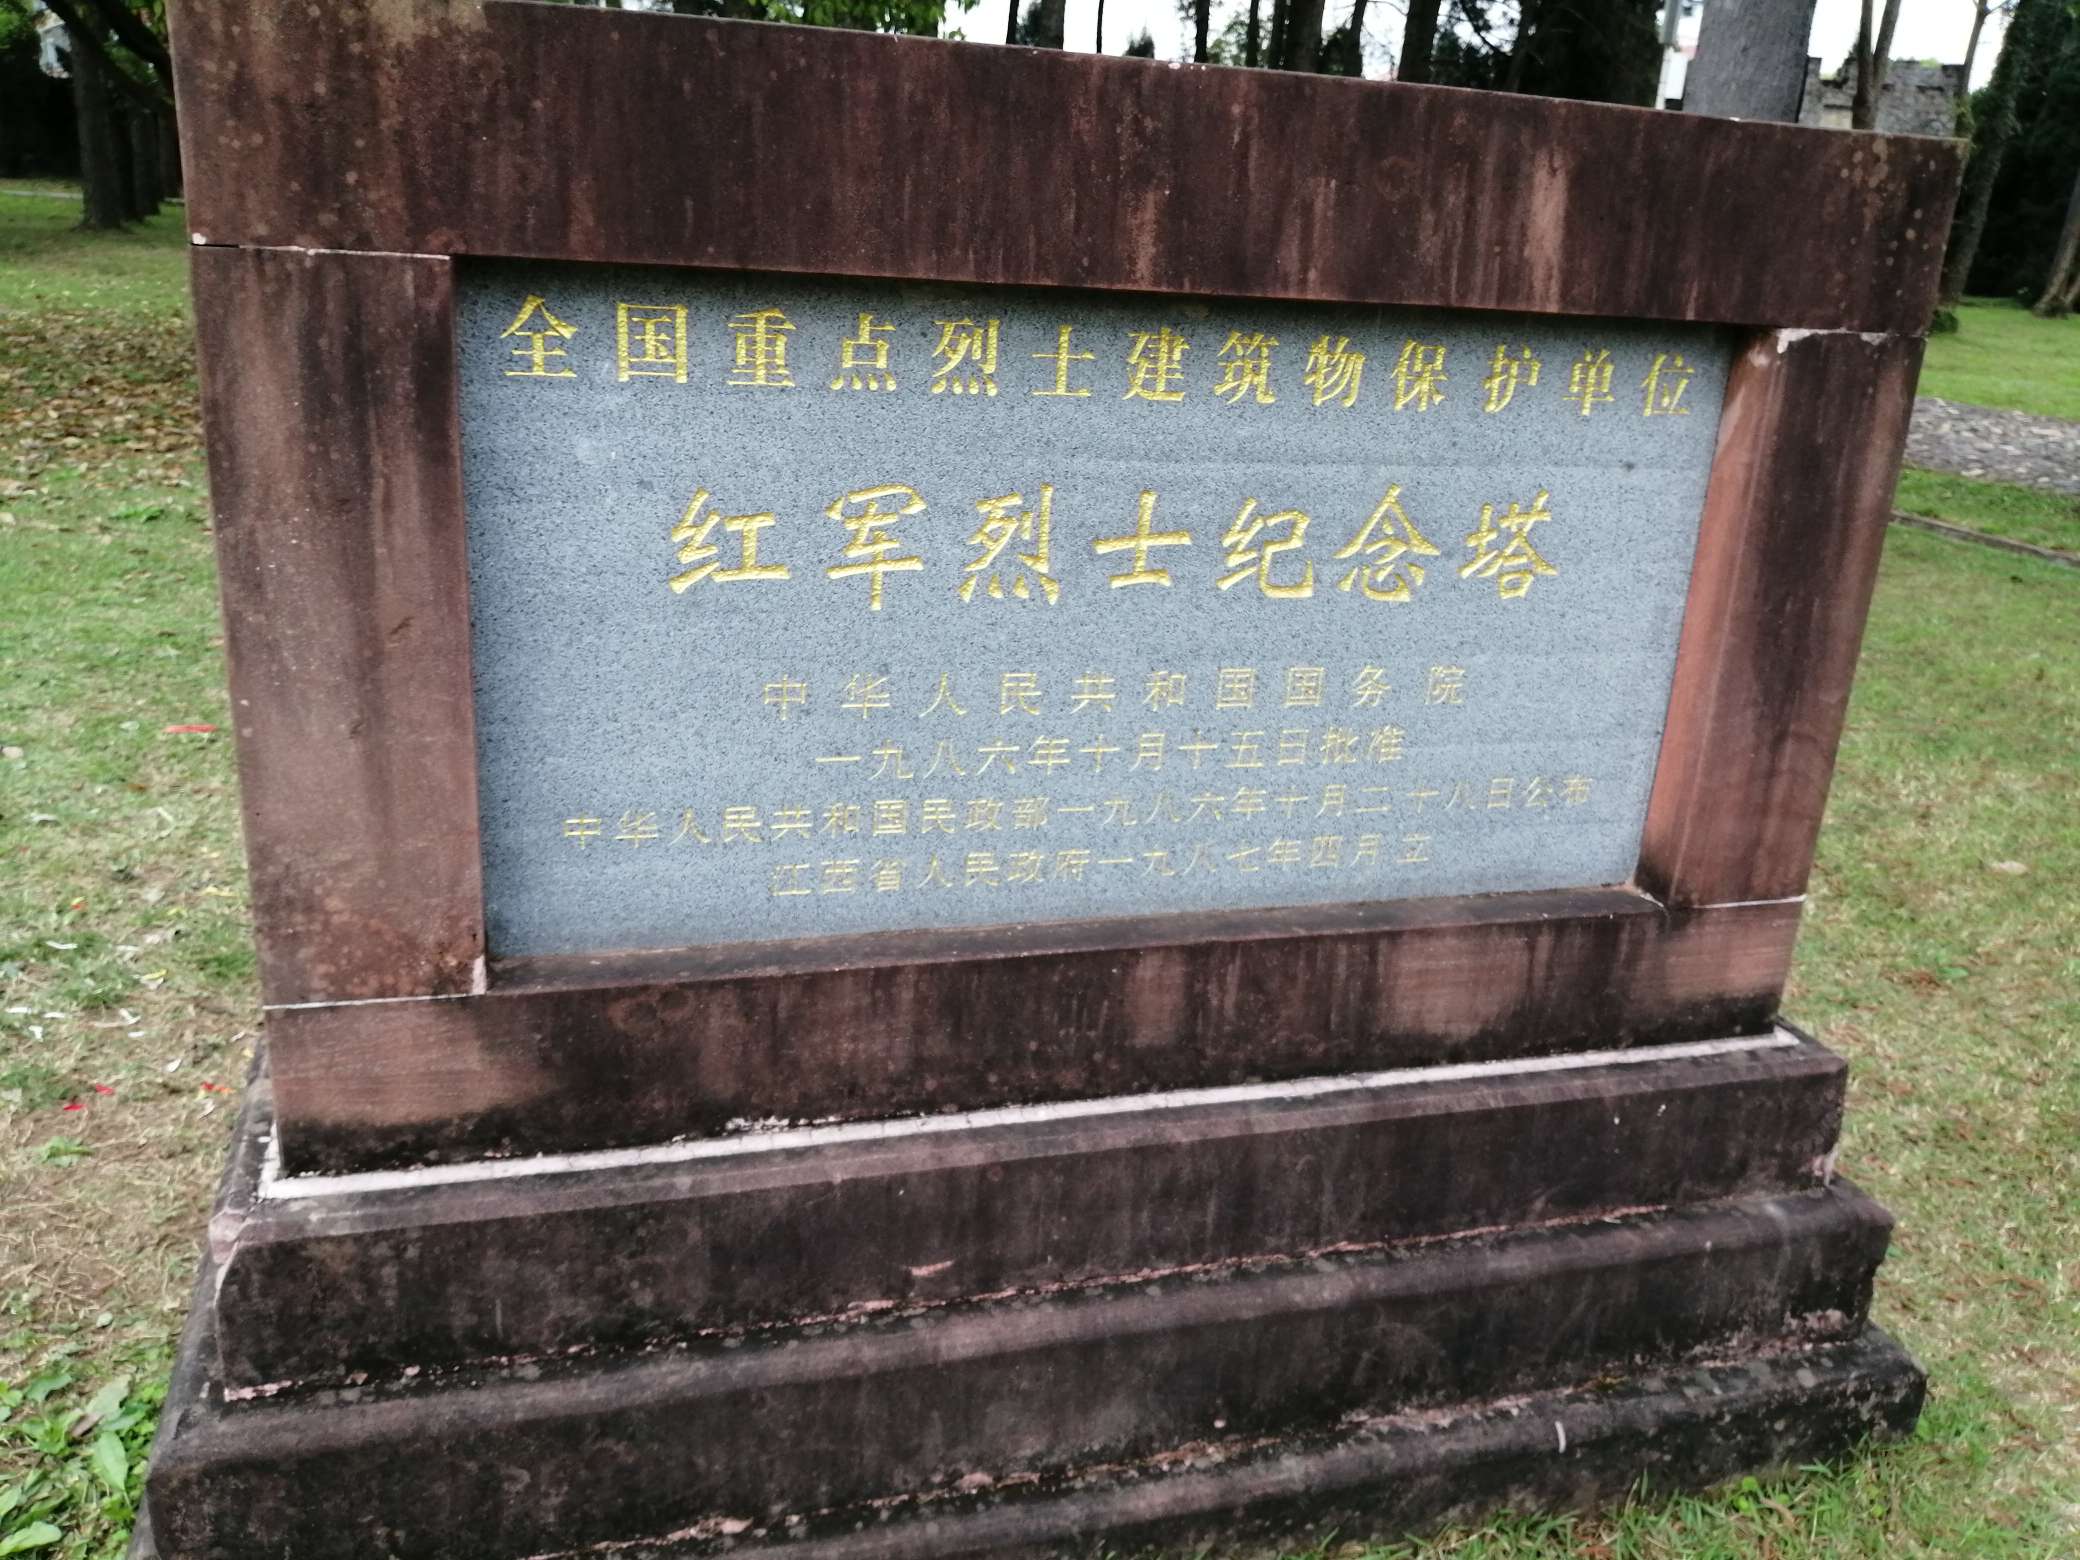 全国重点烈士建筑物保护单位
红军烈士纪念塔
中华人民共和国国务院
一九八六年十月十五日批准
中华人民共和国民政部一九八六年十月二十八日公布
江西省人民政府一九八七年四月立